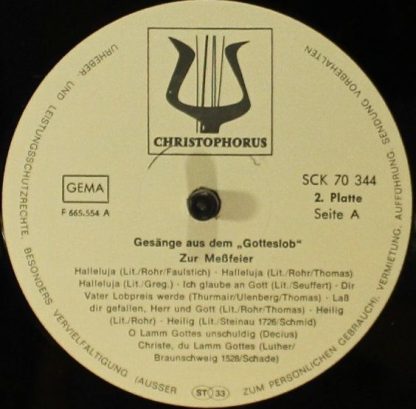 CHRISTOPHORUS
GEMA
F 665.554 A
SCK 70 344
2. Platte
Seite A
Gesänge aus dem „Gotteslob“
Zur Meßfeier
Halleluja (Lit./Rohr/Faulstich) · Halleluja (Lit./Rohr/Thomas)
Halleluja (Lit./Greg.) · Ich glaube an Gott (Lit./Seuffert) · Dir
Vater Lobpreis werde (Thurmair/Ulenberg/Thomas) · Laß
dir gefallen, Herr und Gott (Lit./Rohr/Thomas) · Heilig
(Lit./Rohr) · Heilig (Lit./Steinau 1726/Schmid)
O Lamm Gottes unschuldig (Decius)
Christe, du Lamm Gottes (Luther/
Braunschweig 1528/Schade)
ST 33
URHEBER- UND LEISTUNGSSCHUTZRECHTE, BESONDERS VERVIELFÄLTIGUNG (AUSSER ZUM PERSÖNLICHEN GEBRAUCH), VERMIETUNG, AUFFÜHRUNG, SENDUNG VORBEHALTEN